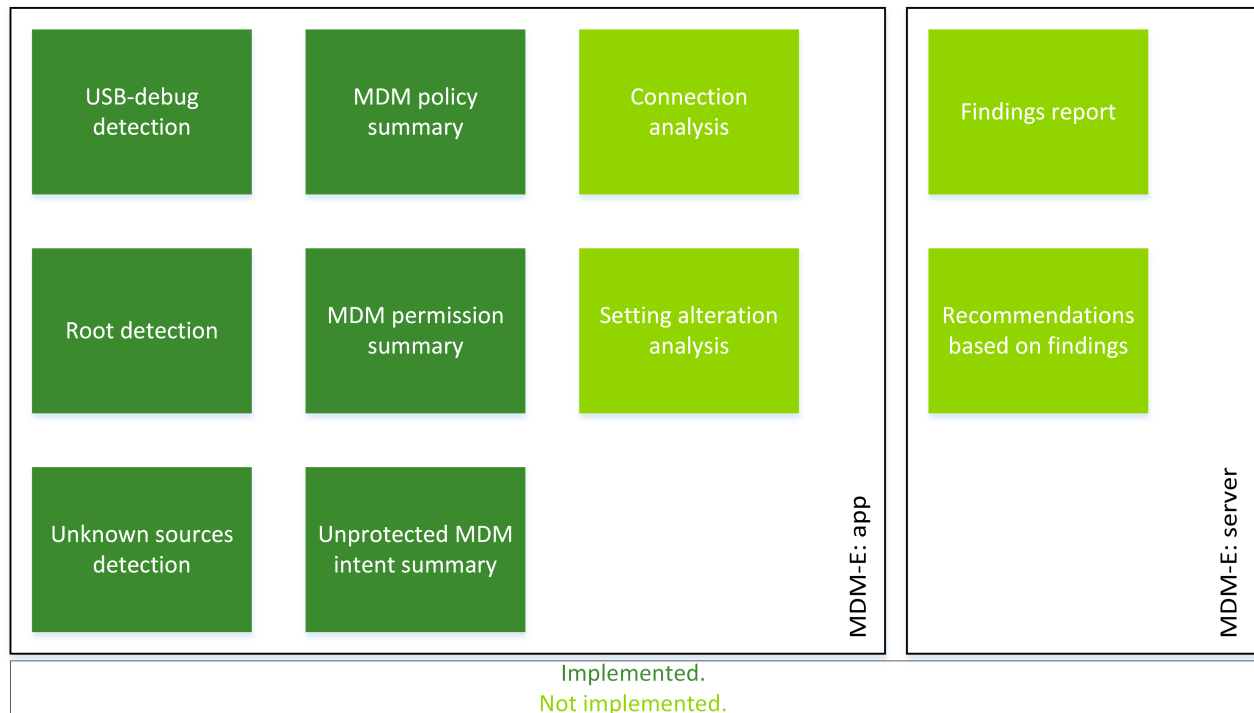 USB-debug
detection
MDM policy
summary
Connection
analysis
Findings report
Root detection
MDM permission
summary
Setting alteration
analysis
Recommendations
based on findings
Unknown sources
detection
Unprotected MDM
intent summary
MDM-E: app
MDM-E: server
Implemented.
Not implemented.